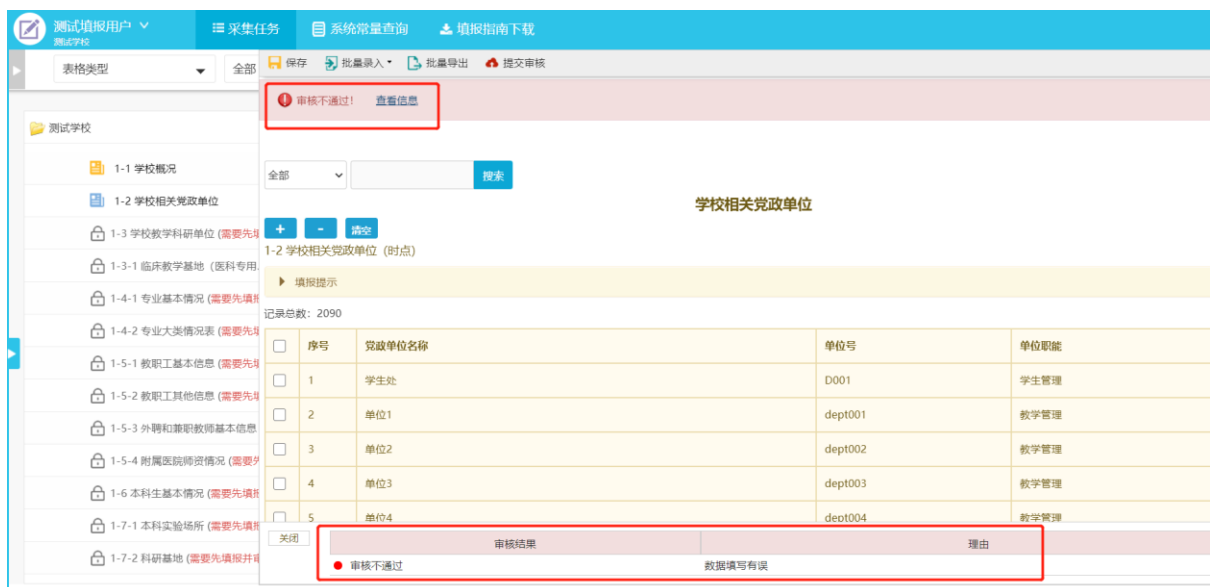 测试填报用户
测试学校
采集任务
系统常量查询
填报指南下载
表格类型
全部
保存
批量录入
批量导出
提交审核
审核不通过!
查看信息
测试学校
1-1 学校概况
1-2 学校相关党政单位
1-3 学校教学科研单位 (需要先填
1-3-1 临床教学基地 (医科专用
1-4-1 专业基本情况 (需要先填报
1-4-2 专业大类情况表 (需要先填
1-5-1 教职工基本信息 (需要先填
1-5-2 教职工其他信息 (需要先填
1-5-3 外聘和兼职教师基本信息
1-5-4 附属医院师资情况 (需要先
1-6 本科生基本情况 (需要先填报
1-7-1 本科实验场所 (需要先填报
1-7-2 科研基地 (需要先填报并审
全部
搜索
学校相关党政单位
+
-
清空
1-2 学校相关党政单位 (时点)
填报提示
记录总数: 2090
序号 党政单位名称 单位号 单位职能
1 学生处 D001 学生管理
2 单位1 dept001 教学管理
3 单位2 dept002 教学管理
4 单位3 dept003 教学管理
5 单位4 dept004 教学管理
关闭
审核结果 理由
审核不通过 数据填写有误